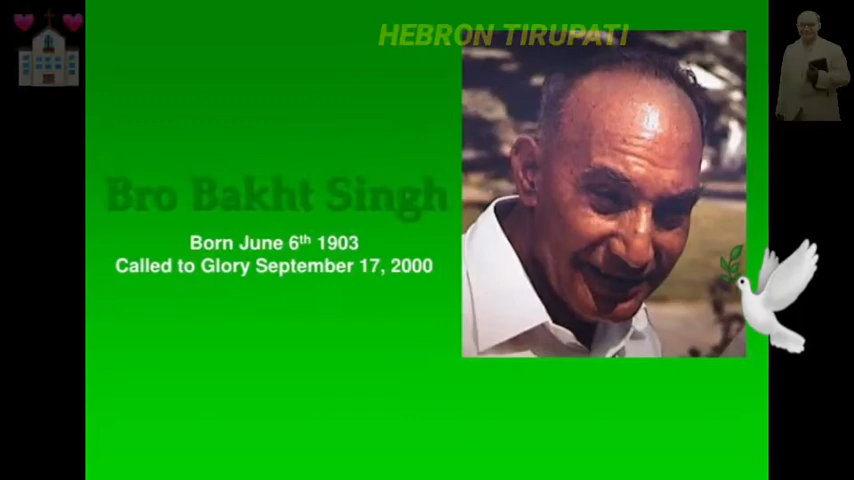 HEBRON TIRUPATI
Bro Bakht Singh
Born June 6th 1903
Called to Glory September 17, 2000